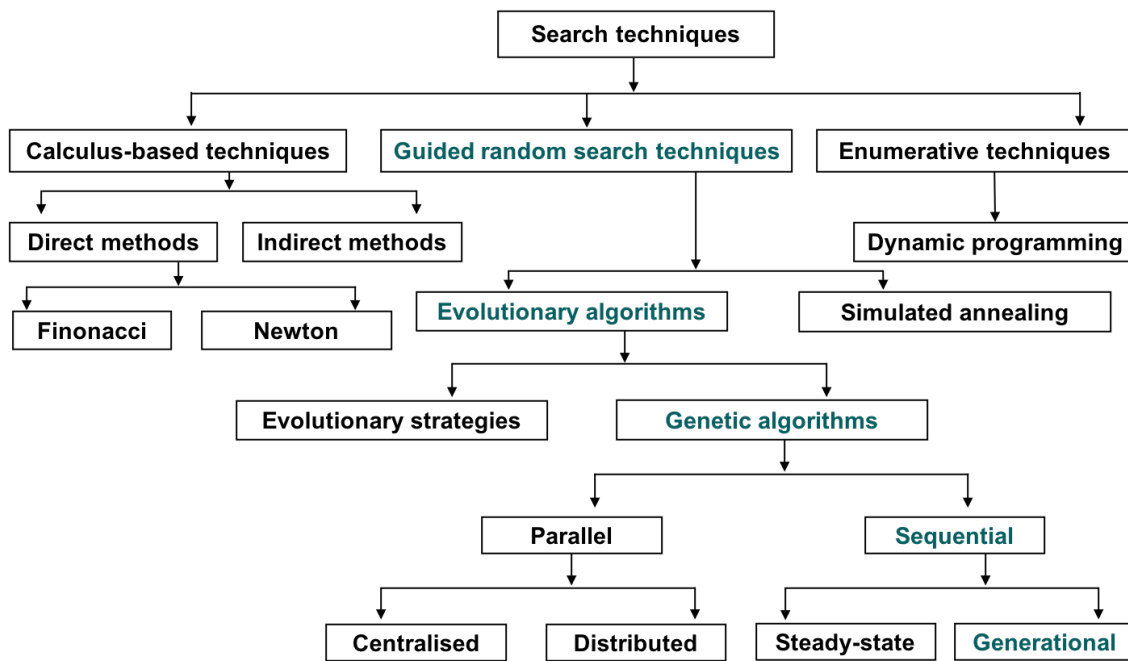 Search techniques
Calculus-based techniques
Guided random search techniques
Enumerative techniques
Direct methods
Indirect methods
Dynamic programming
Finonacci
Newton
Evolutionary algorithms
Simulated annealing
Evolutionary strategies
Genetic algorithms
Parallel
Sequential
Centralised
Distributed
Steady-state
Generational